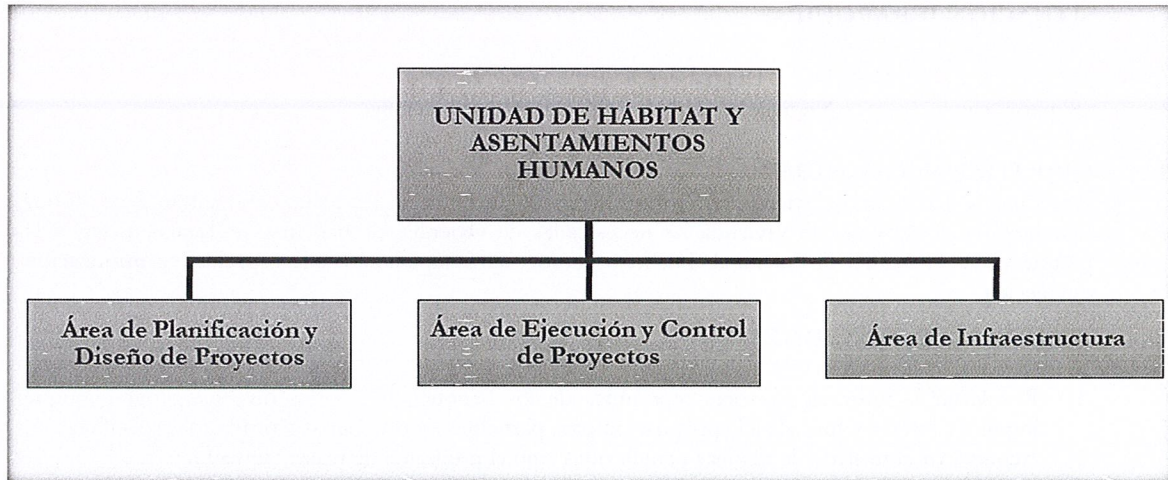 UNIDAD DE HÁBITAT Y
ASENTAMIENTOS
HUMANOS
Área de Planificación y
Diseño de Proyectos
Área de Ejecución y Control
de Proyectos
Área de Infraestructura